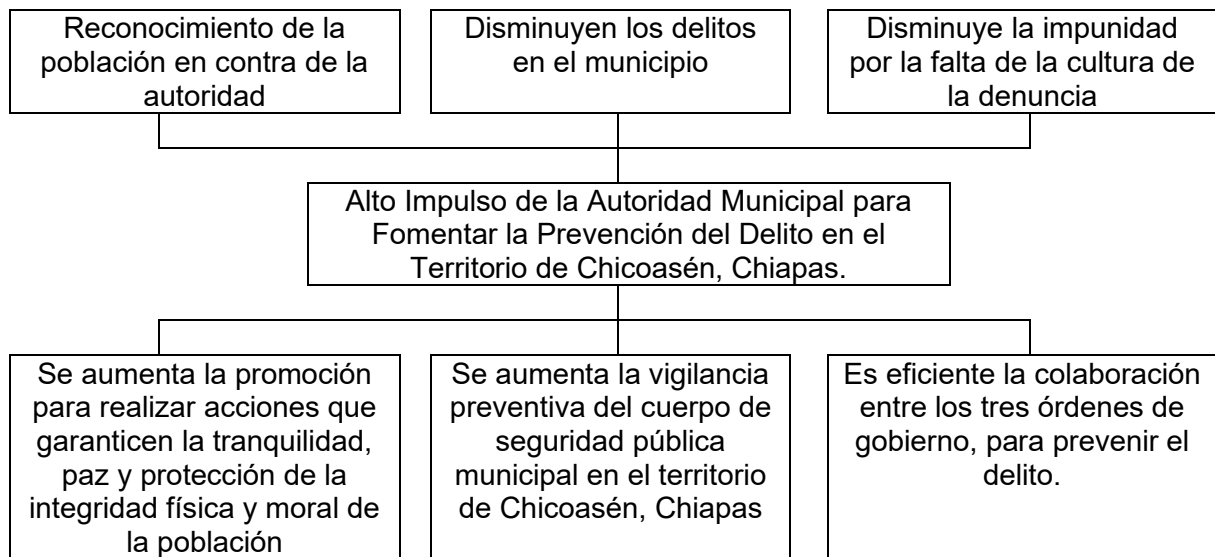 Reconocimiento de la
población en contra de la
autoridad
Disminuyen los delitos
en el municipio
Disminuye la impunidad
por la falta de la cultura de
la denuncia
Alto Impulso de la Autoridad Municipal para
Fomentar la Prevención del Delito en el
Territorio de Chicoasén, Chiapas.
Se aumenta la promoción
para realizar acciones que
garanticen la tranquilidad,
paz y protección de la
integridad física y moral de
la población
Se aumenta la vigilancia
preventiva del cuerpo de
seguridad pública
municipal en el territorio
de Chicoasén, Chiapas
Es eficiente la colaboración
entre los tres órdenes de
gobierno, para prevenir el
delito.